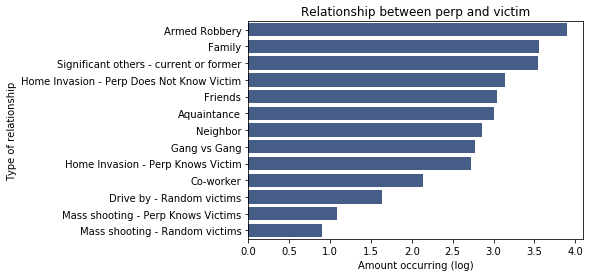 Relationship between perp and victim
Type of relationship
Armed Robbery
Family
Significant others - current or former
Home Invasion - Perp Does Not Know Victim
Friends
Aquaintance
Neighbor
Gang vs Gang
Home Invasion - Perp Knows Victim
Co-worker
Drive by - Random victims
Mass shooting - Perp Knows Victims
Mass shooting - Random victims
0.0 0.5 1.0 1.5 2.0 2.5 3.0 3.5 4.0
Amount occurring (log)